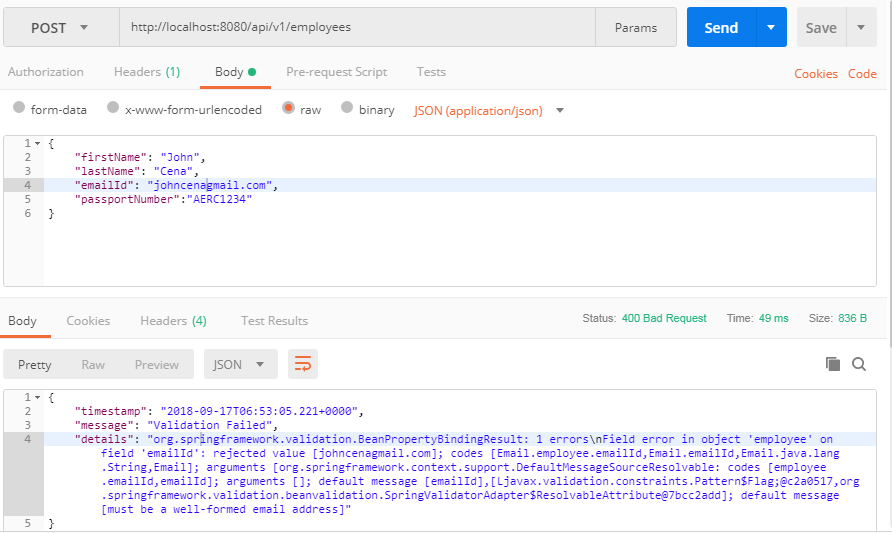 POST http://localhost:8080/api/v1/employees Params Send Save
Authorization Headers (1) Body Pre-request Script Tests Cookies Code
form-data x-www-form-urlencoded raw binary JSON (application/json)
1 {
2 "firstName": "John",
3 "lastName": "Cena",
4 "emailId": "johncenagmail.com",
5 "passportNumber":"AERC1234"
6 }
Body Cookies Headers (4) Test Results Status: 400 Bad Request Time: 49 ms Size: 836 B
Pretty Raw Preview JSON
1 {
2 "timestamp": "2018-09-17T06:53:05.221+0000",
3 "message": "Validation Failed",
4 "details": "org.springframework.validation.BeanPropertyBindingResult: 1 errors\nField error in object 'employee' on
field 'emailId': rejected value [johncenagmail.com]; codes [Email.employee.emailId,Email.emailId,Email.java.lang
.String,Email]; arguments [org.springframework.context.support.DefaultMessageSourceResolvable: codes [employee
.emailId,emailId]; arguments []; default message [emailId],[Ljavax.validation.constraints.Pattern$Flag;@c2a0517,org
.springframework.validation.beanvalidation.SpringValidatorAdapter$ResolvableAttribute@7bcc2add]; default message
[must be a well-formed email address]"
5 }